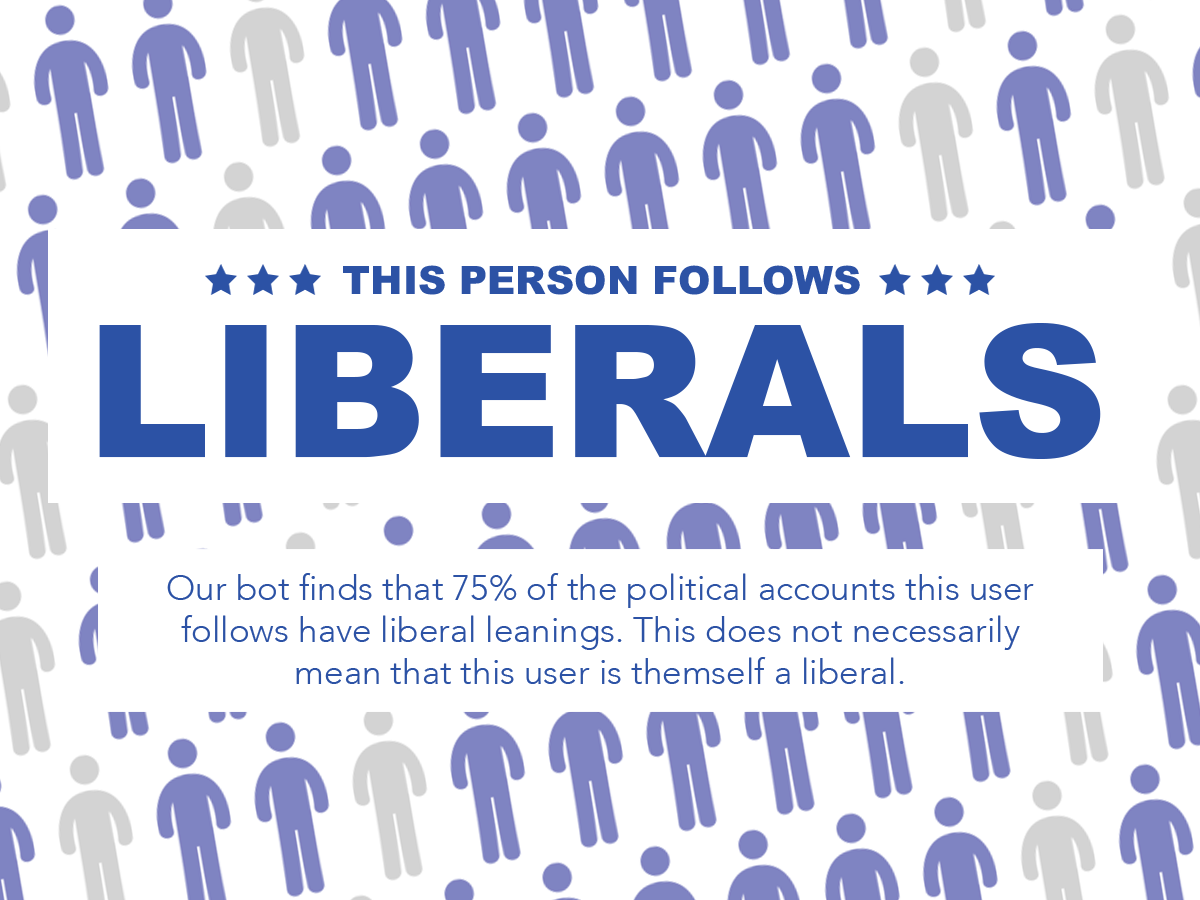 THIS PERSON FOLLOWS
LIBERALS
Our bot finds that 75% of the political accounts this user
follows have liberal leanings. This does not necessarily
mean that this user is themself a liberal.